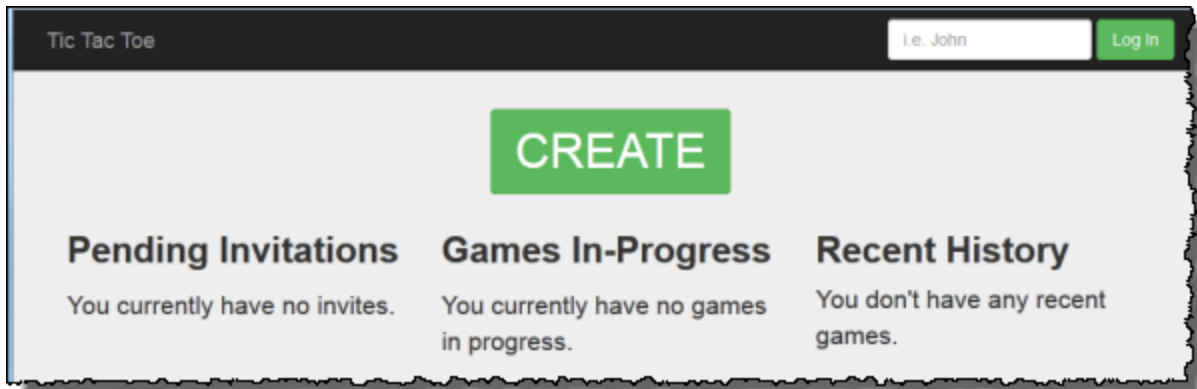 Tic Tac Toe
i.e. John
Log In
CREATE
Pending Invitations
You currently have no invites.
Games In-Progress
You currently have no games
in progress.
Recent History
You don't have any recent
games.